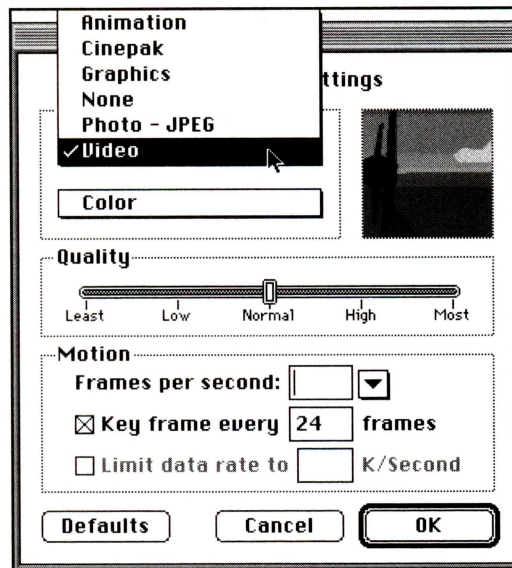 Animation
Cinepak
Graphics
None
Photo - JPEG
✓Video
ttings
Color
Quality
Least Low Normal High Most
Motion
Frames per second:
Key frame every 24 frames
Limit data rate to K/Second
Defaults Cancel OK